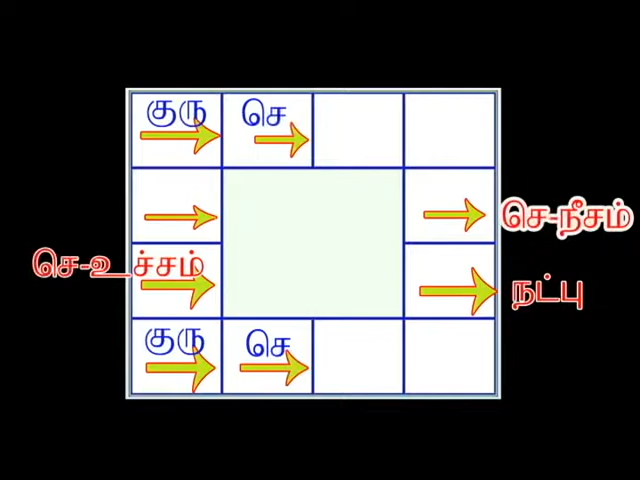 குரு செ
செ-நீசம்
செ-உச்சம்
நட்பு
குரு செ